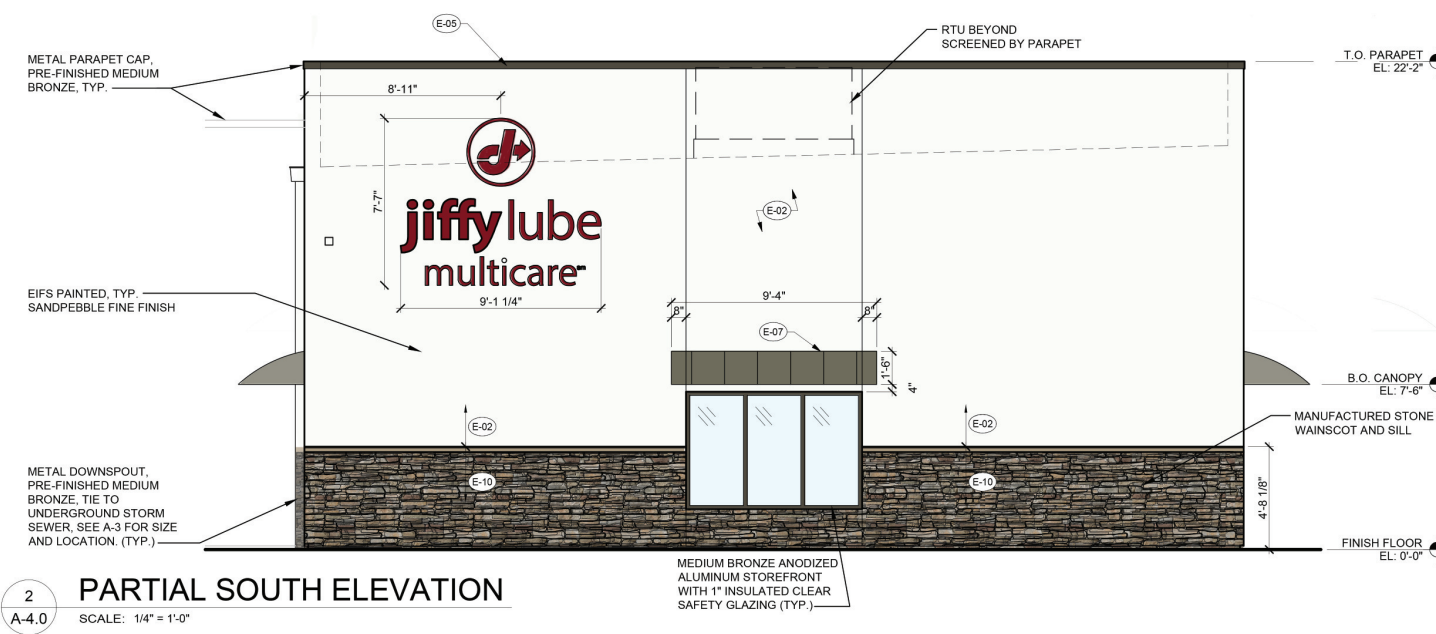 E-05
RTU BEYOND
SCREENED BY PARAPET
METAL PARAPET CAP,
PRE-FINISHED MEDIUM
BRONZE, TYP.
T.O. PARAPET
EL: 22'-2"
8'-11"
7'-7"
jiffy lube
multicare℠
9'-1 1/4"
E-02
EIFS PAINTED, TYP.
SANDPEBBLE FINE FINISH
9'-4"
8"
8"
E-07
1'-6"
4"
B.O. CANOPY
EL: 7'-6"
MANUFACTURED STONE
WAINSCOT AND SILL
E-02
E-02
E-10
E-10
METAL DOWNSPOUT,
PRE-FINISHED MEDIUM
BRONZE, TIE TO
UNDERGROUND STORM
SEWER, SEE A-3 FOR SIZE
AND LOCATION. (TYP.)
4'-8 1/8"
FINISH FLOOR
EL: 0'-0"
MEDIUM BRONZE ANODIZED
ALUMINUM STOREFRONT
WITH 1" INSULATED CLEAR
SAFETY GLAZING (TYP.)
2
A-4.0
PARTIAL SOUTH ELEVATION
SCALE: 1/4" = 1'-0"